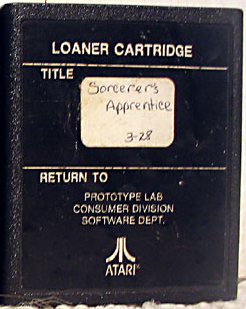 LOANER CARTRIDGE
TITLE
Sorcerer's
Apprentice
3-28
RETURN TO
PROTOTYPE LAB
CONSUMER DIVISION
SOFTWARE DEPT.
ATARI®